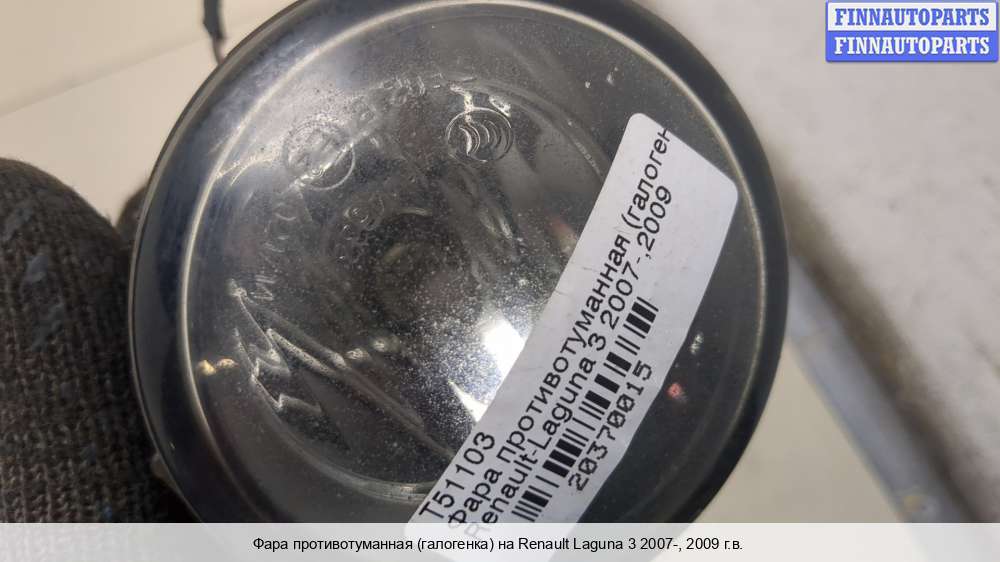 FINNAUTOPARTS
FINNAUTOPARTS
T51103
Фара противотуманная (галоген
Renault-Laguna 3 2007-,2009
20370015
Фара противотуманная (галогенка) на Renault Laguna 3 2007-, 2009 г.в.